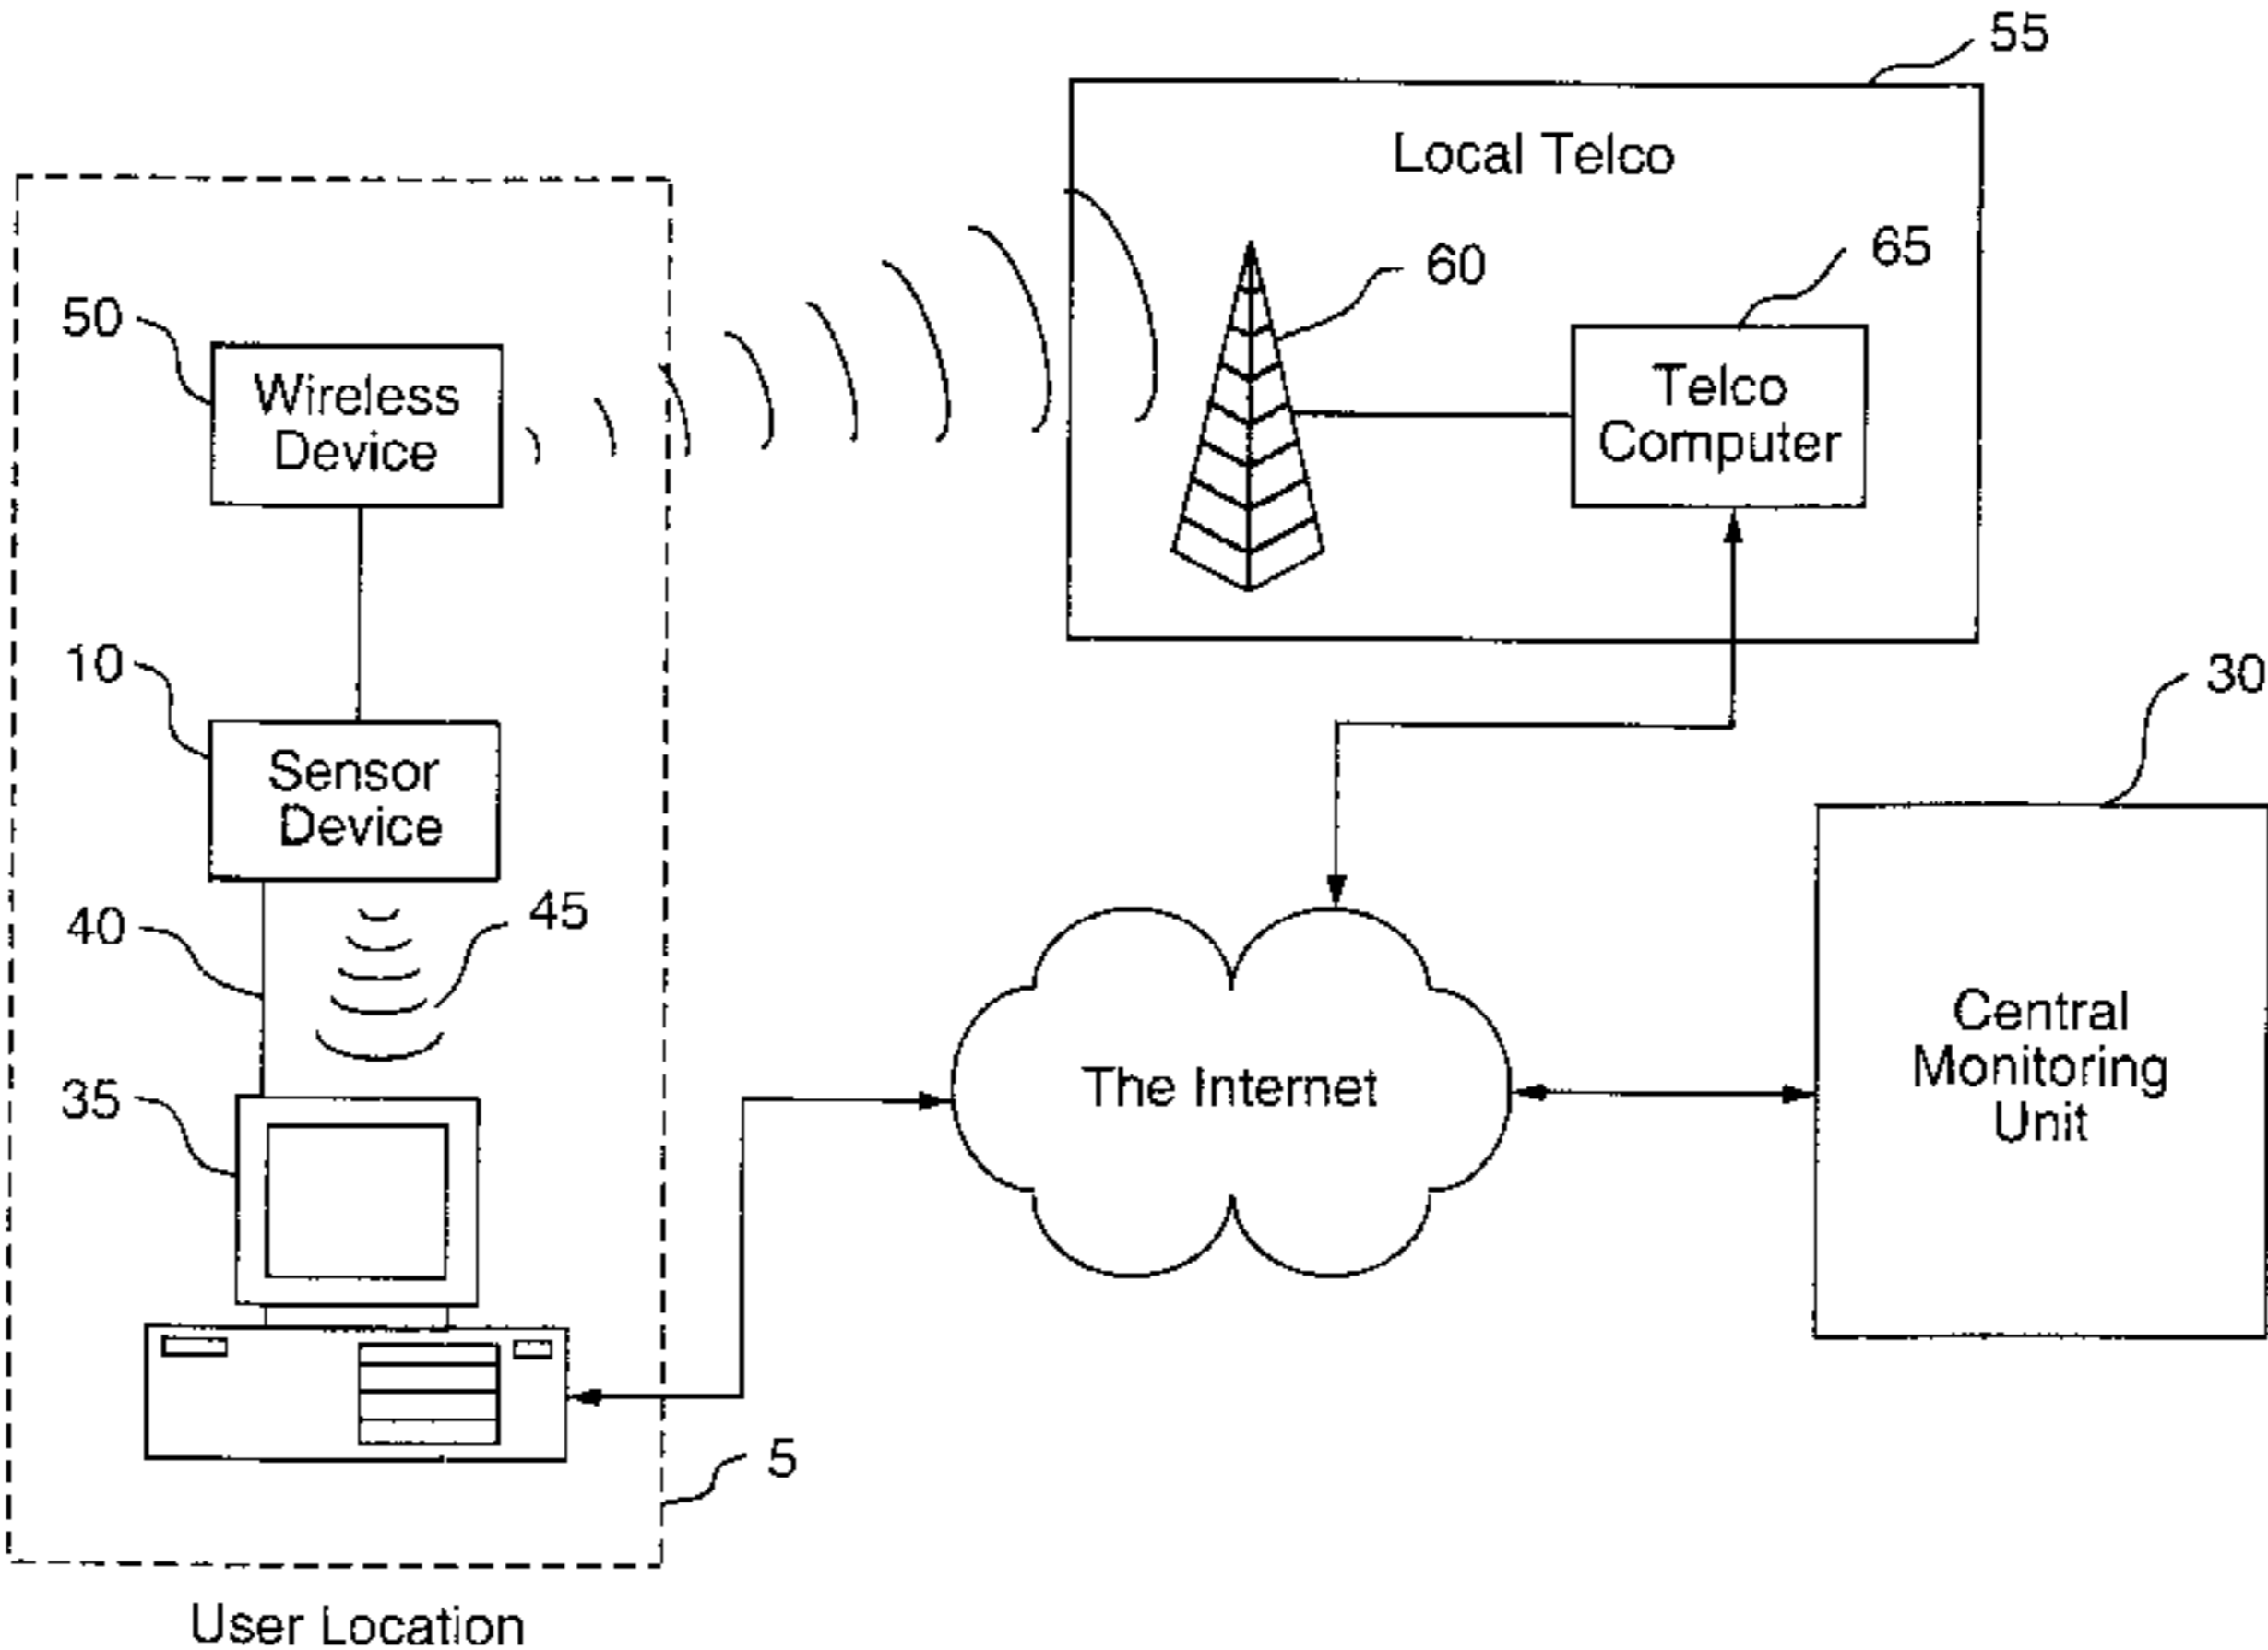 55
Local Telco
60
65
Telco
Computer
50
Wireless
Device
10
Sensor
Device
40
45
35
30
The Internet
Central
Monitoring
Unit
5
User Location